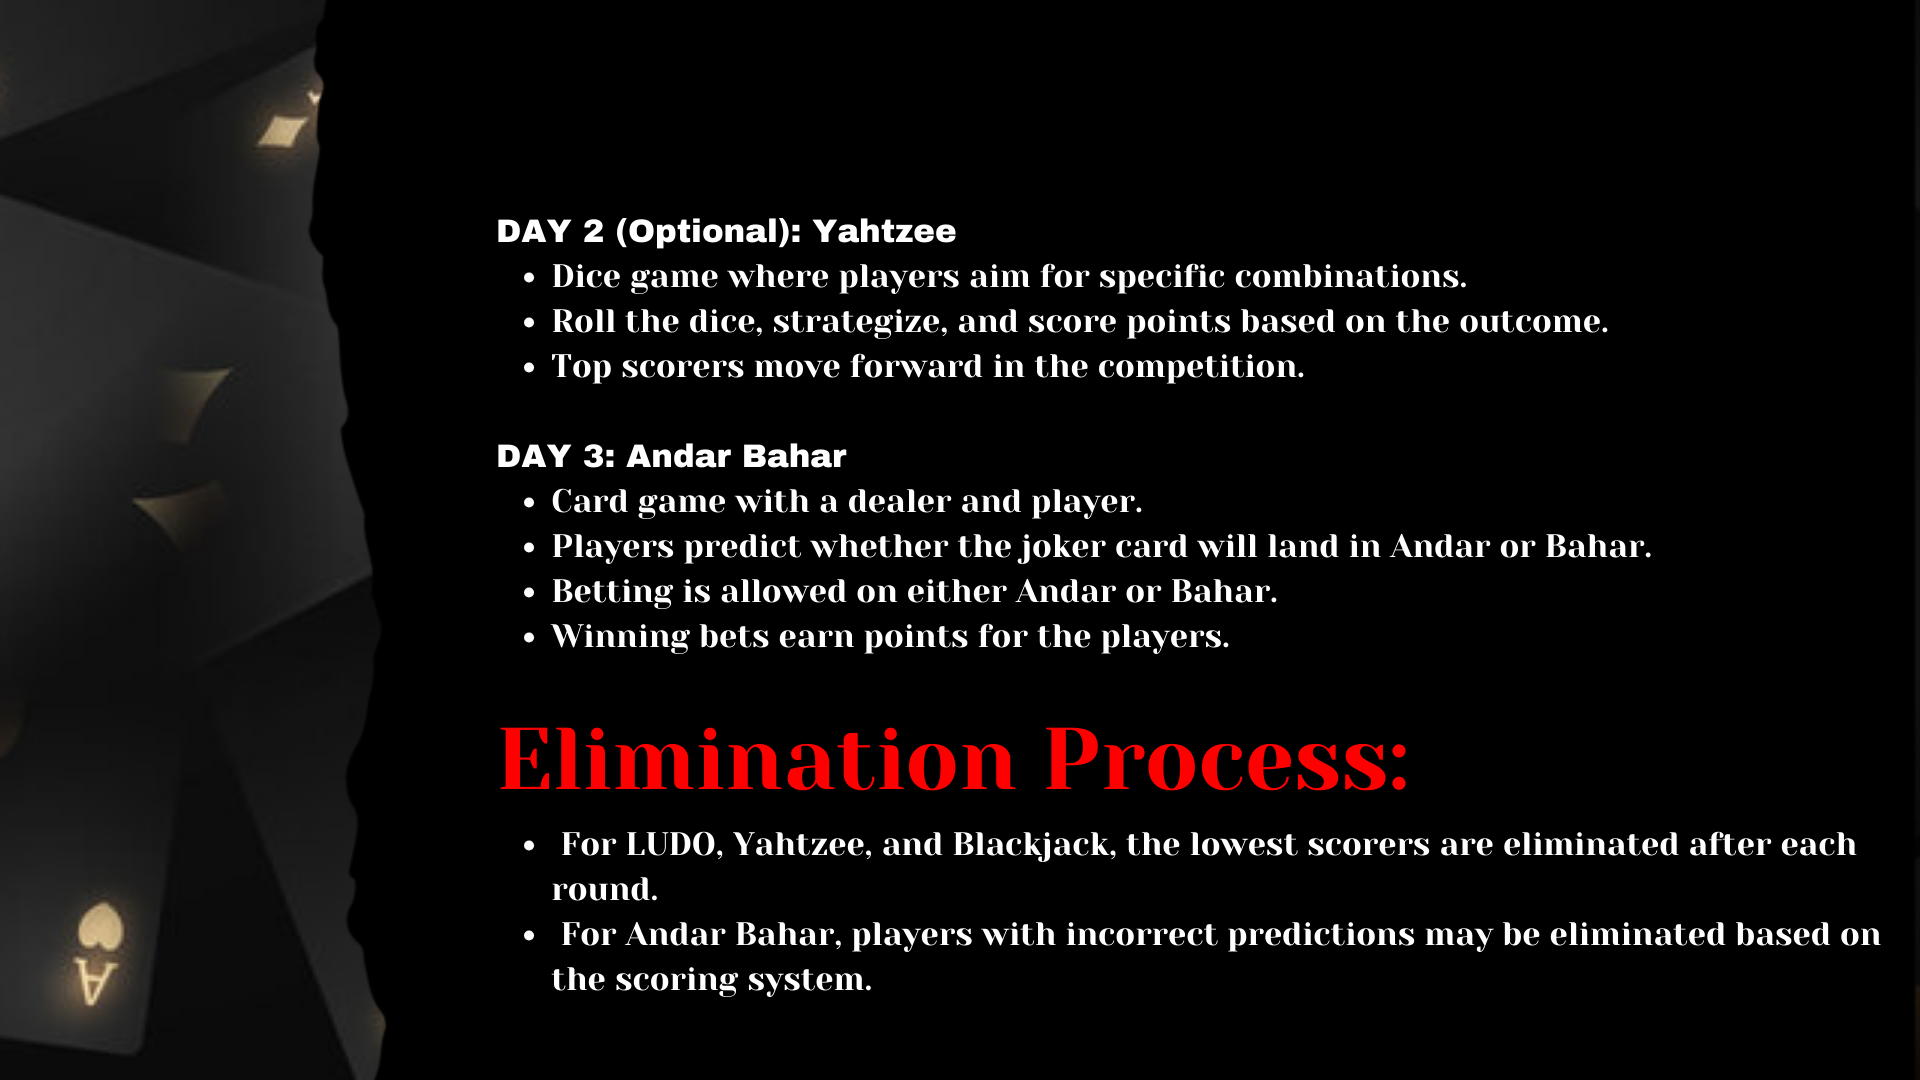 DAY 2 (Optional): Yahtzee
• Dice game where players aim for specific combinations.
• Roll the dice, strategize, and score points based on the outcome.
• Top scorers move forward in the competition.
DAY 3: Andar Bahar
• Card game with a dealer and player.
• Players predict whether the joker card will land in Andar or Bahar.
• Betting is allowed on either Andar or Bahar.
• Winning bets earn points for the players.
Elimination Process:
• For LUDO, Yahtzee, and Blackjack, the lowest scorers are eliminated after each
round.
• For Andar Bahar, players with incorrect predictions may be eliminated based on
the scoring system.
A